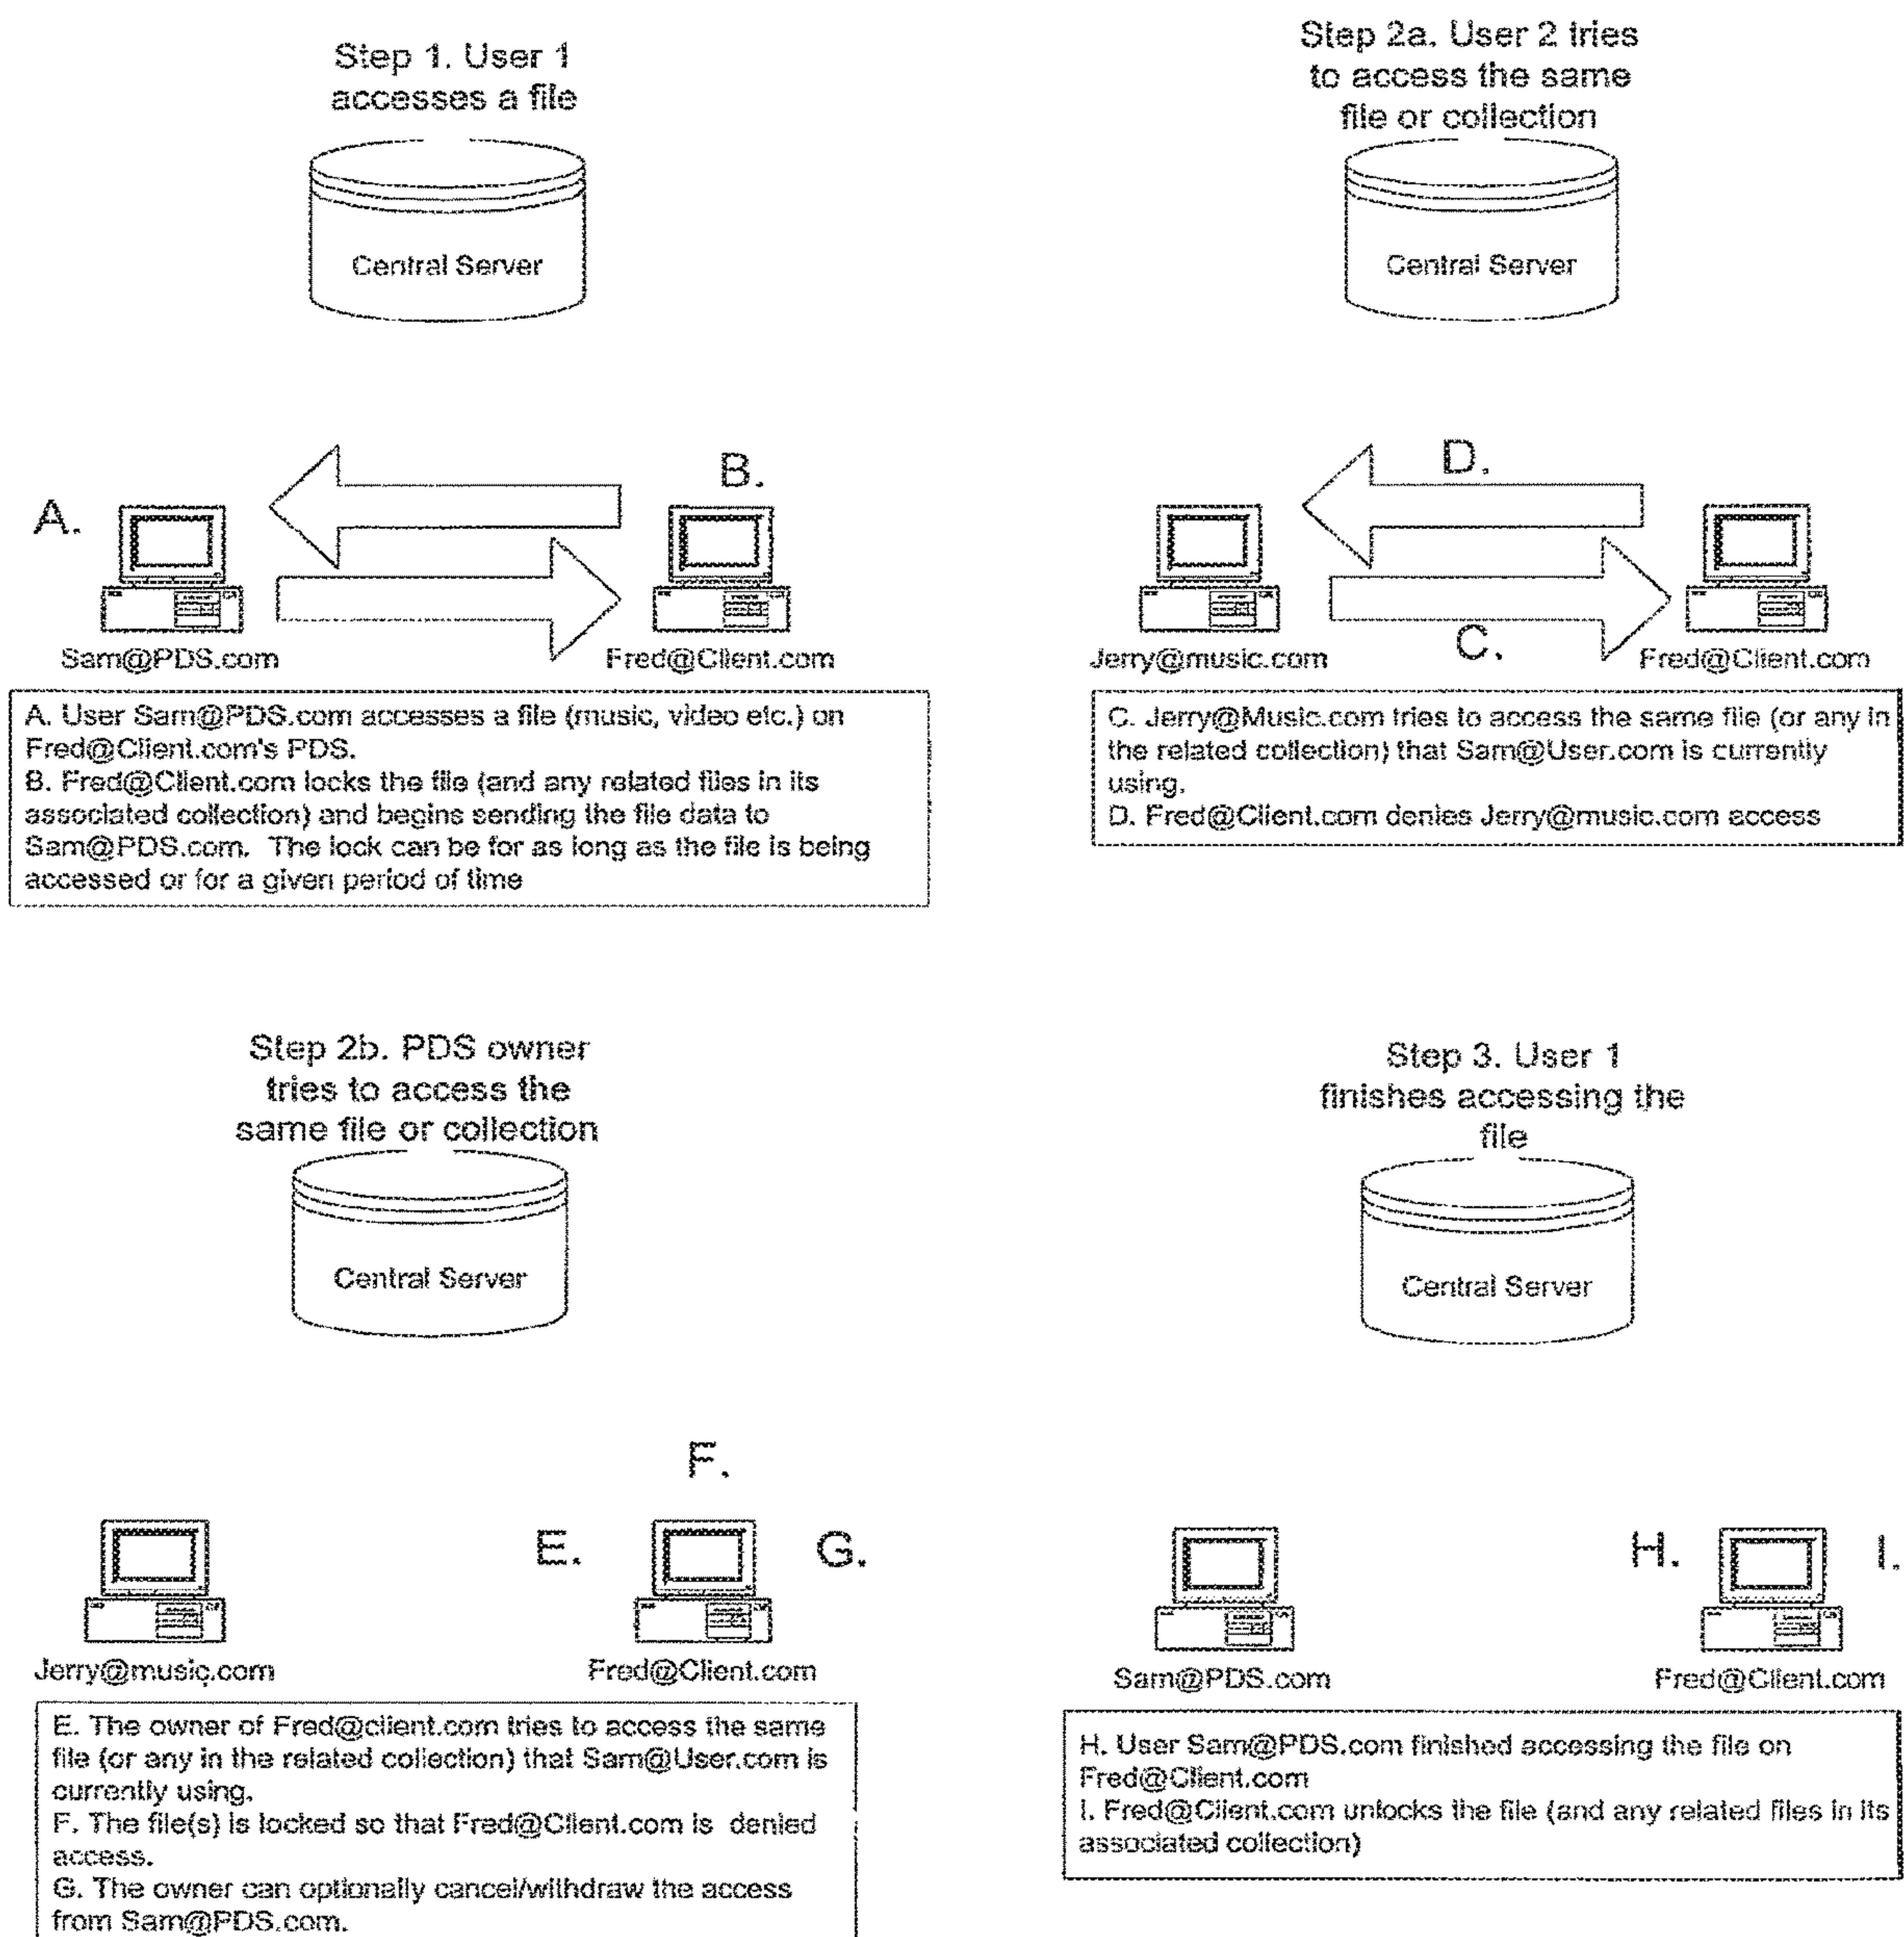 Step 1. User 1
accesses a file
Central Server
A.
B.
Sam@PDS.com
Fred@Client.com
A. User Sam@PDS.com accesses a file (music, video etc.) on
Fred@Client.com's PDS.
B. Fred@Client.com locks the file (and any related files in its
associated collection) and begins sending the file data to
Sam@PDS.com.  The lock can be for as long as the file is being
accessed or for a given period of time
Step 2a. User 2 tries
to access the same
file or collection
Central Server
D.
C.
Jerry@music.com
Fred@Client.com
C. Jerry@Music.com tries to access the same file (or any in
the related collection) that Sam@User.com is currently
using.
D. Fred@Client.com denies Jerry@music.com access
Step 2b. PDS owner
tries to access the
same file or collection
Central Server
F.
E.
G.
Jerry@music.com
Fred@Client.com
E. The owner of Fred@client.com tries to access the same
file (or any in the related collection) that Sam@User.com is
currently using.
F. The file(s) is locked so that Fred@Client.com is  denied
access.
G. The owner can optionally cancel/withdraw the access
from Sam@PDS.com.
Step 3. User 1
finishes accessing the
file
Central Server
H.
I.
Sam@PDS.com
Fred@Client.com
H. User Sam@PDS.com finished accessing the file on
Fred@Client.com
I. Fred@Client.com unlocks the file (and any related files in its
associated collection)